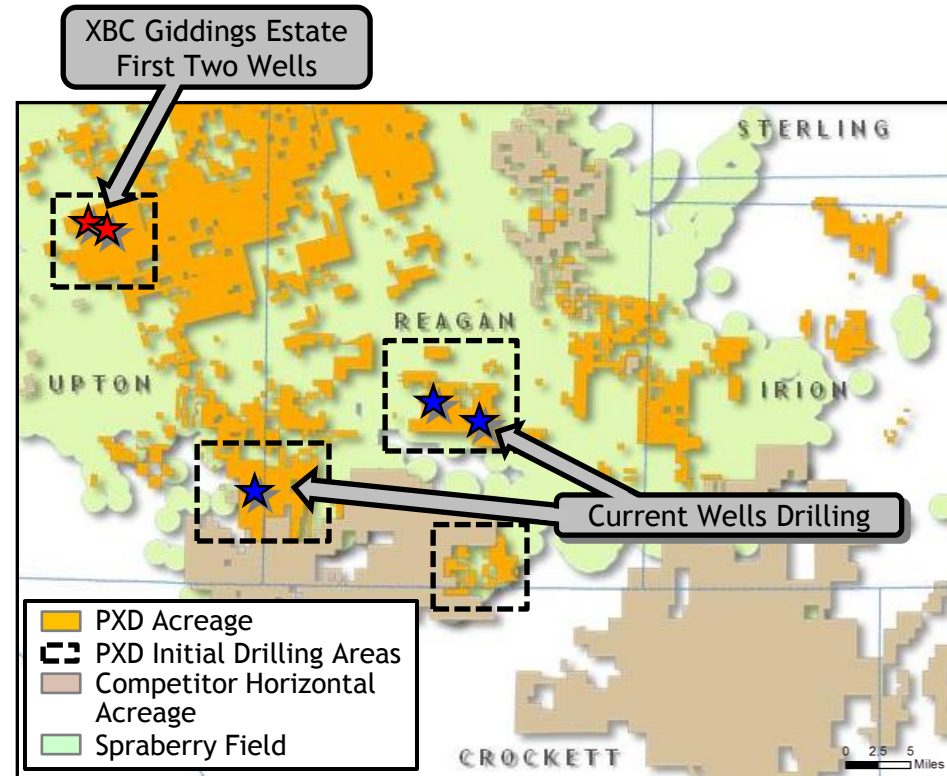 XBC Giddings Estate
First Two Wells
STERLING
REAGAN
UPTON
IRION
Current Wells Drilling
PXD Acreage
PXD Initial Drilling Areas
Competitor Horizontal
Acreage
Spraberry Field
CROCKETT
0 2.5 5
Miles